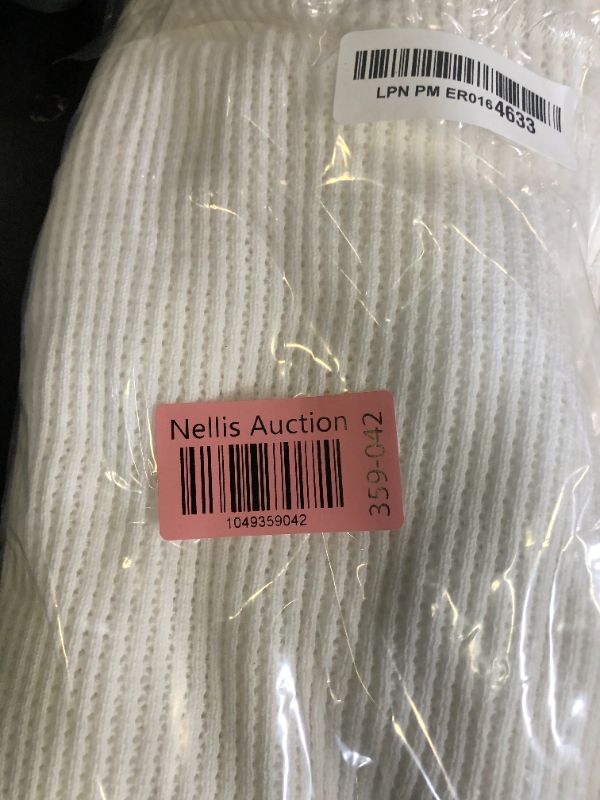 LPN PM ER0164633
Nellis Auction
1049359042
359-042